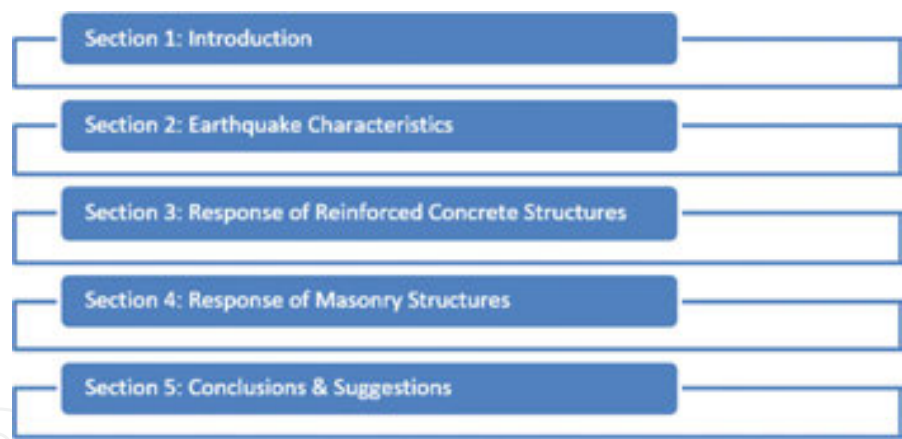 Section 1: Introduction
Section 2: Earthquake Characteristics
Section 3: Response of Reinforced Concrete Structures
Section 4: Response of Masonry Structures
Section 5: Conclusions & Suggestions